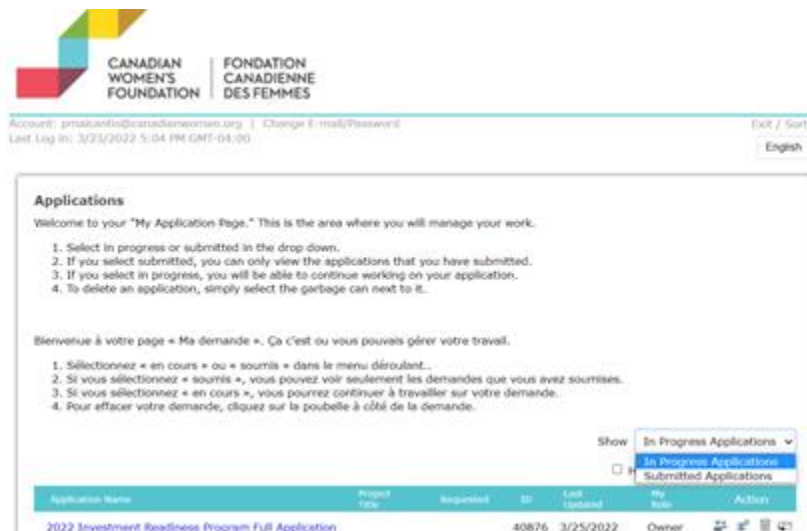 CANADIAN WOMEN'S FOUNDATION
FONDATION CANADIENNE DES FEMMES
Account: pmalcantis@canadianwomen.org | Change E-mail/Password
Exit / Sort
Last Log in: 3/23/2022 5:04 PM GMT-04:00
English
Applications
Welcome to your "My Application Page." This is the area where you will manage your work.
1. Select in progress or submitted in the drop down.
2. If you select submitted, you can only view the applications that you have submitted.
3. If you select in progress, you will be able to continue working on your application.
4. To delete an application, simply select the garbage can next to it.
Bienvenue à votre page « Ma demande ». Ça c'est ou vous pouvais gérer votre travail.
1. Sélectionnez « en cours » ou « soumis » dans le menu déroulant..
2. Si vous sélectionnez « soumis », vous pouvez voir seulement les demandes que vous avez soumises.
3. Si vous sélectionnez « en cours », vous pourrez continuer à travailler sur votre demande.
4. Pour effacer votre demande, cliquez sur la poubelle à côté de la demande.
Show In Progress Applications
In Progress Applications
Submitted Applications
Application Name Project Title Requested ID Last Updated My Role Action
2022 Investment Readiness Program Full Application 40876 3/25/2022 Owner